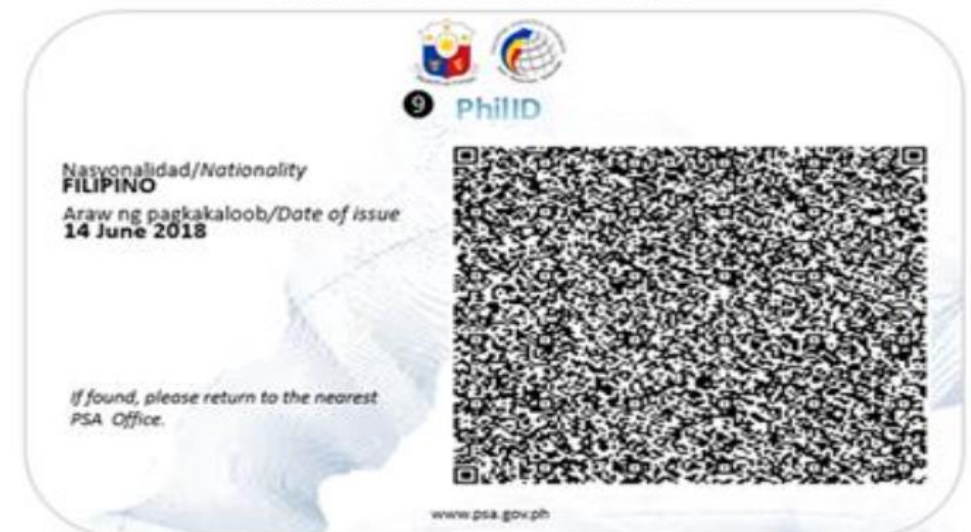 9 PhilID
Nasyonalidad/Nationality
FILIPINO
Araw ng pagkakaloob/Date of issue
14 June 2018
If found, please return to the nearest
PSA Office.
www.psa.gov.ph